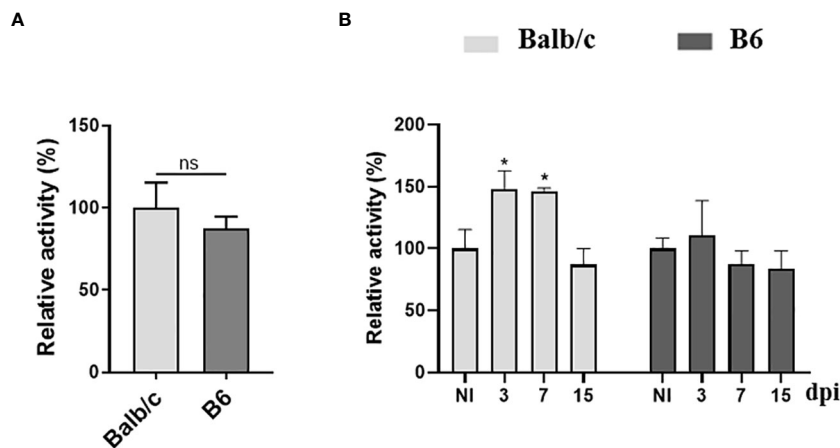 A
B
Balb/c
B6
Relative activity (%)
150
100
50
0
ns
Balb/c
B6
Relative activity (%)
200
150
100
50
0
*
*
NI 3 7 15 NI 3 7 15 dpi